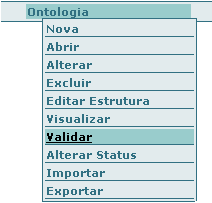 Ontologia
Nova
Abrir
Alterar
Excluir
Editar Estrutura
Visualizar
Validar
Alterar Status
Importar
Exportar